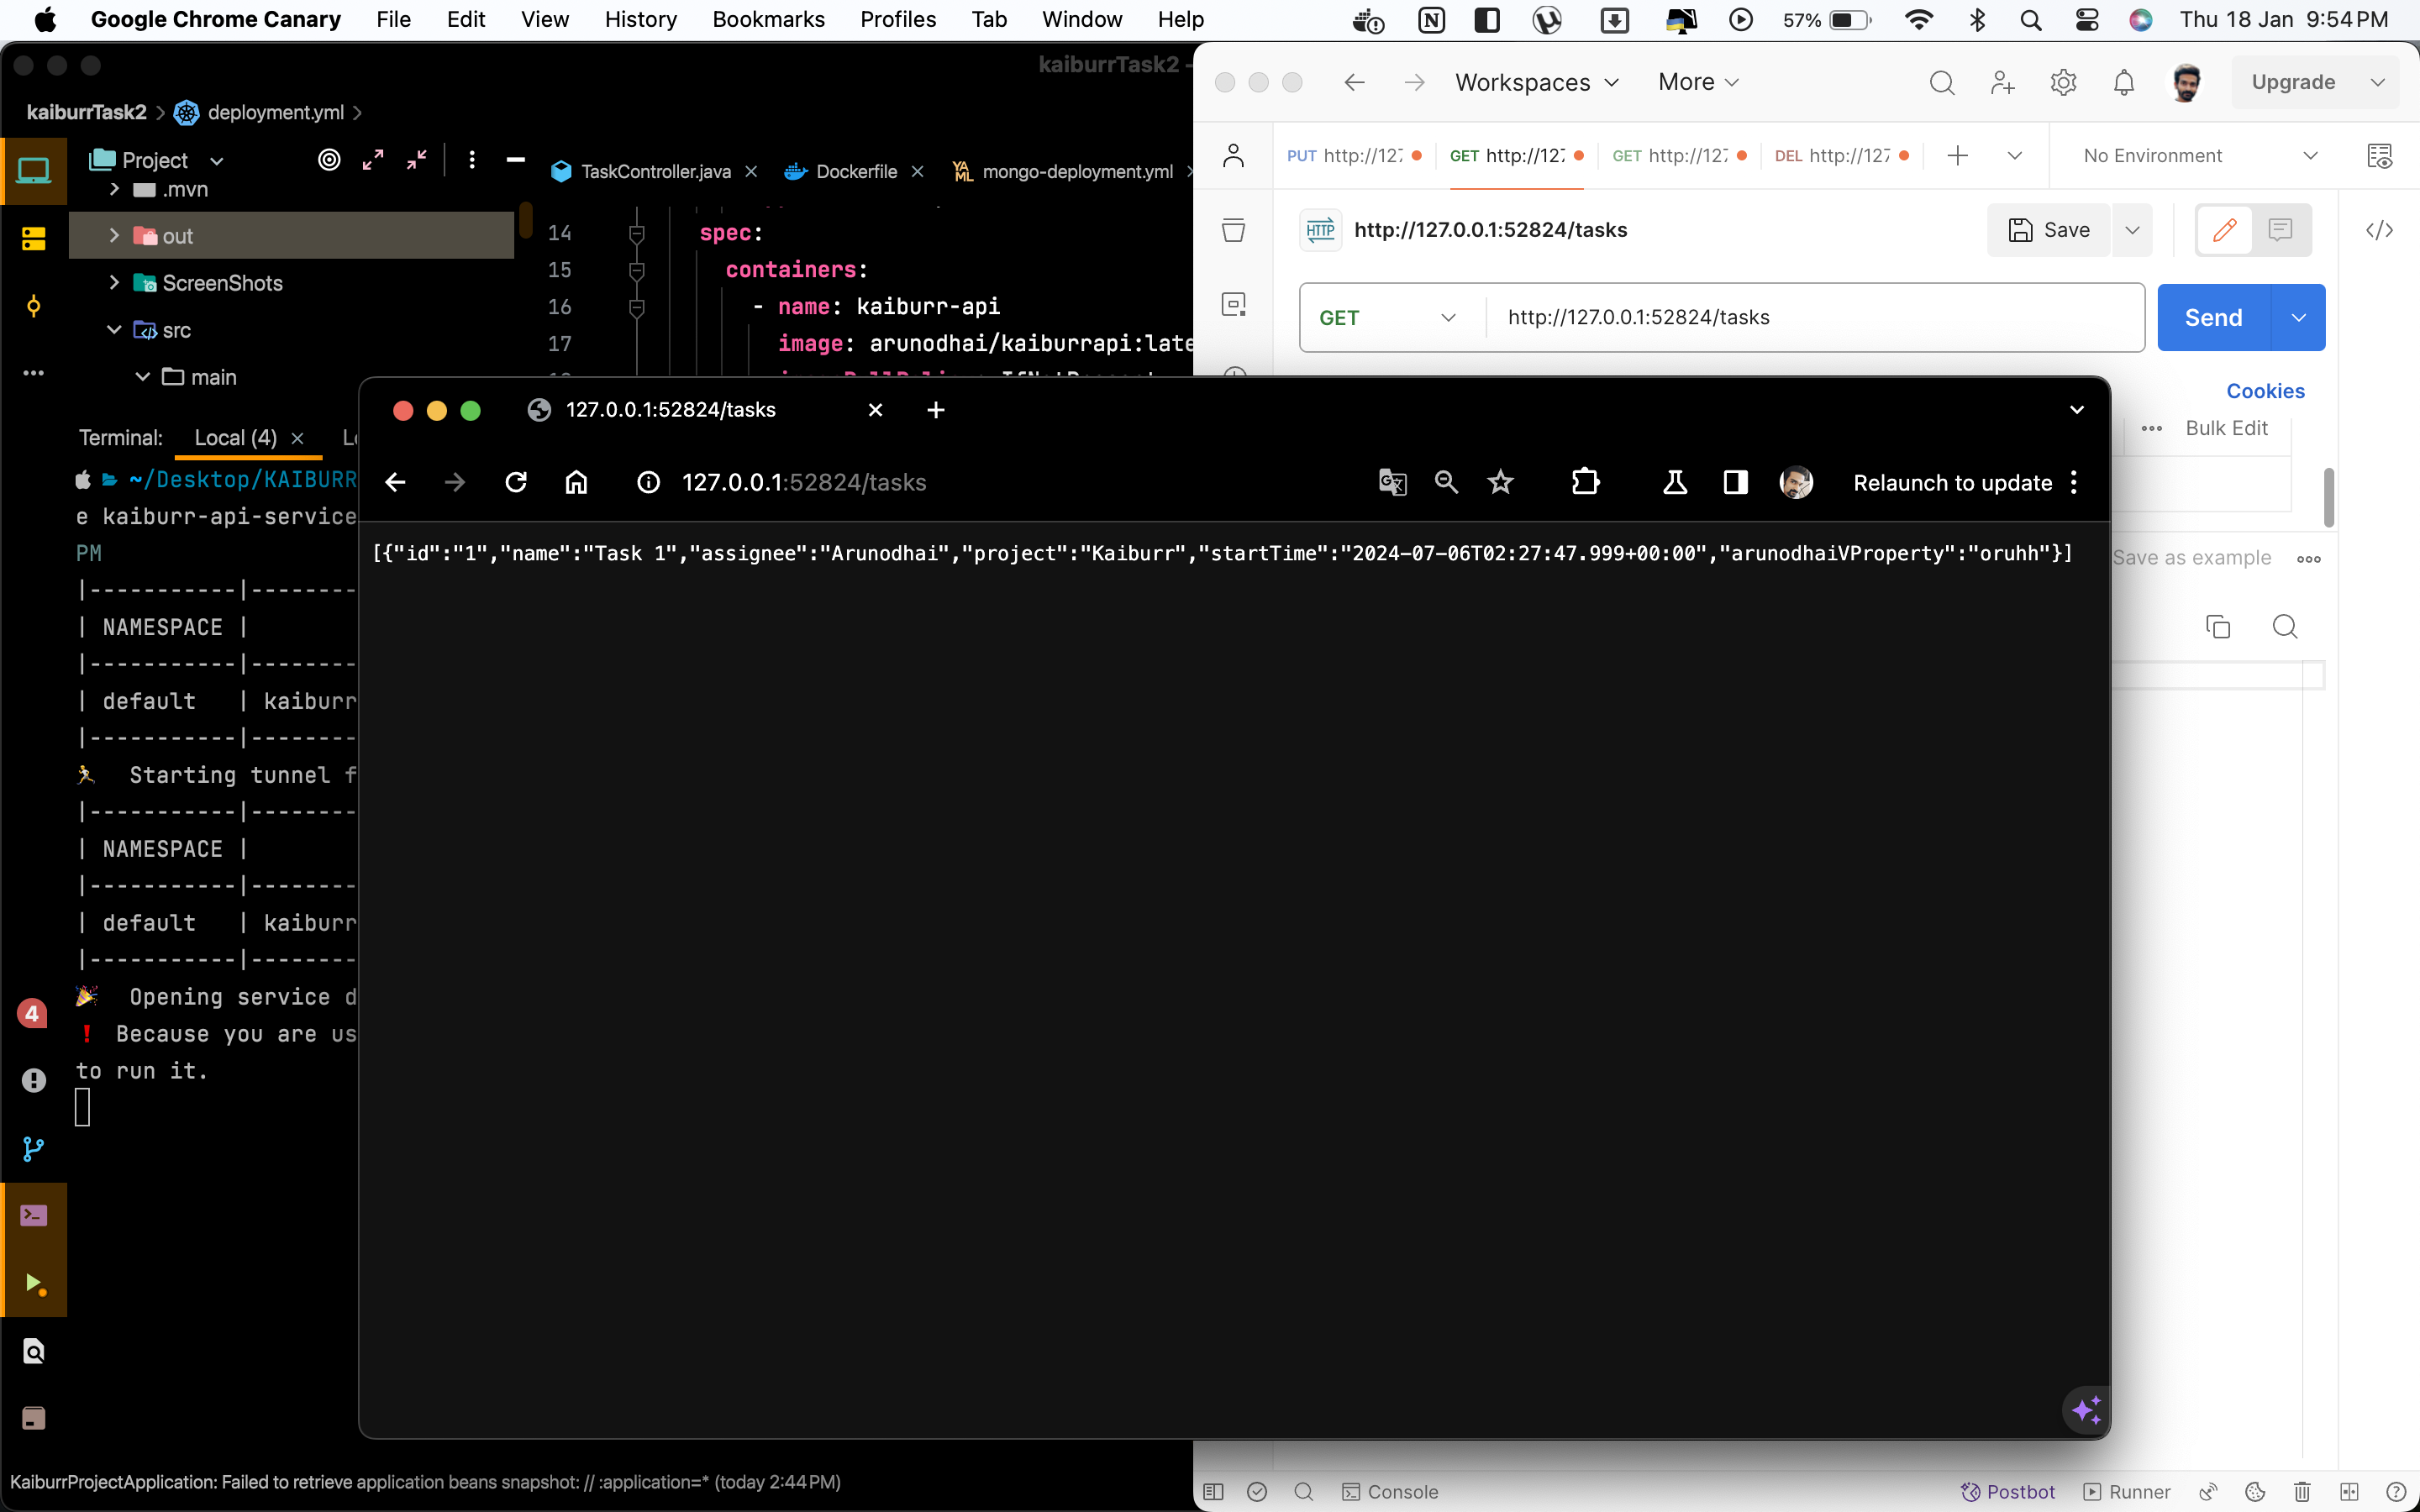 Google Chrome Canary File Edit View History Bookmarks Profiles Tab Window Help 57% Thu 18 Jan 9:54 PM
kaiburrTask2 –
kaiburrTask2 deployment.yml
Project
.mvn
out
ScreenShots
src
main
TaskController.java Dockerfile YA ML mongo-deployment.yml
14 spec:
15 containers:
16 - name: kaiburr-api
17 image: arunodhai/kaiburrapi:late
Terminal: Local (4)
~/Desktop/KAIBURR
e kaiburr-api-service
PM
|-----------|--------
| NAMESPACE |
|-----------|--------
| default | kaiburr
|-----------|--------
Starting tunnel f
|-----------|--------
| NAMESPACE |
|-----------|--------
| default | kaiburr
|-----------|--------
Opening service d
! Because you are us
to run it.
4
KaiburrProjectApplication: Failed to retrieve application beans snapshot: // :application=* (today 2:44 PM)
Workspaces More Upgrade
PUT http://127 GET http://127 GET http://127 DEL http://127 No Environment
HTTP http://127.0.0.1:52824/tasks Save
GET http://127.0.0.1:52824/tasks Send
Cookies
Bulk Edit
Save as example
127.0.0.1:52824/tasks
127.0.0.1:52824/tasks Relaunch to update
[{"id":"1","name":"Task 1","assignee":"Arunodhai","project":"Kaiburr","startTime":"2024-07-06T02:27:47.999+00:00","arunodhaiVProperty":"oruhh"}]
Console Postbot Runner